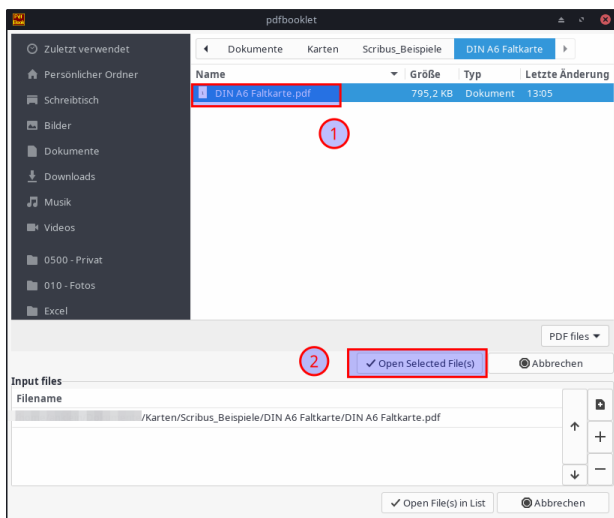 Pdf
Book
pdfbooklet
Zuletzt verwendet
Dokumente Karten Scribus_Beispiele DIN A6 Faltkarte
Persönlicher Ordner
Name Größe Typ Letzte Änderung
Schreibtisch
DIN A6 Faltkarte.pdf 795,2 KB Dokument 13:05
Bilder
1
Dokumente
Downloads
Musik
Videos
0500 - Privat
010 - Fotos
Excel
PDF files
2
Open Selected File(s) Abbrechen
Input files
Filename
/Karten/Scribus_Beispiele/DIN A6 Faltkarte/DIN A6 Faltkarte.pdf
Open File(s) in List Abbrechen